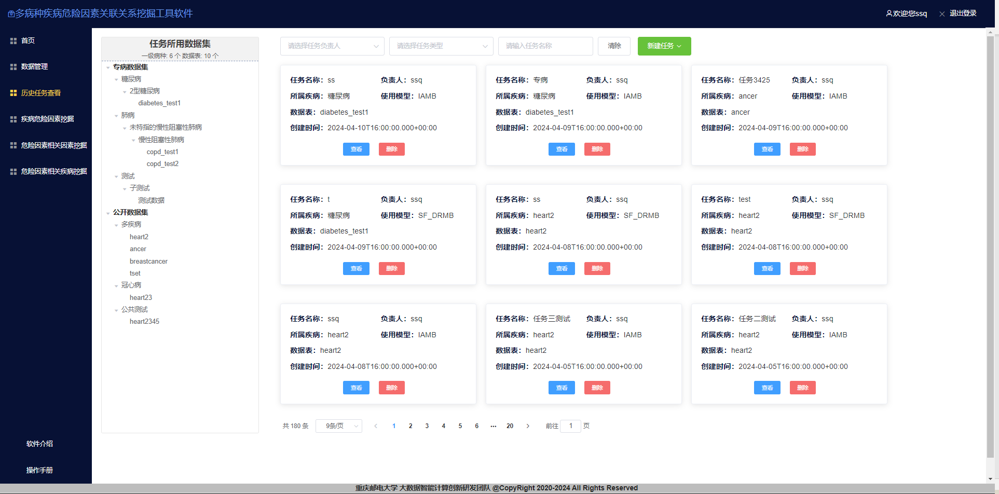 多病种疾病危险因素关联关系挖掘工具软件
欢迎您ssq
退出登录
首页
数据管理
历史任务查看
疾病危险因素挖掘
危险因素相关因素挖掘
危险因素相关疾病挖掘
软件介绍
操作手册
任务所用数据集
一级病种: 6 个 数据表: 10 个
专病数据集
糖尿病
2型糖尿病
diabetes_test1
肺病
未特指的慢性阻塞性肺病
慢性阻塞性肺病
copd_test1
copd_test2
测试
子测试
测试数据
公开数据集
多疾病
heart2
ancer
breastcancer
tset
冠心病
heart23
公共测试
heart2345
请选择任务负责人
请选择任务类型
请输入任务名称
清除
新建任务
任务名称：ss 负责人：ssq
所属疾病：糖尿病 使用模型：IAMB
数据表：diabetes_test1
创建时间：2024-04-10T16:00:00.000+00:00
查看 删除
任务名称：专病 负责人：ssq
所属疾病：糖尿病 使用模型：IAMB
数据表：diabetes_test1
创建时间：2024-04-09T16:00:00.000+00:00
查看 删除
任务名称：任务3425 负责人：ssq
所属疾病：ancer 使用模型：IAMB
数据表：ancer
创建时间：2024-04-09T16:00:00.000+00:00
查看 删除
任务名称：t 负责人：ssq
所属疾病：糖尿病 使用模型：SF_DRMB
数据表：diabetes_test1
创建时间：2024-04-09T16:00:00.000+00:00
查看 删除
任务名称：ss 负责人：ssq
所属疾病：heart2 使用模型：SF_DRMB
数据表：heart2
创建时间：2024-04-08T16:00:00.000+00:00
查看 删除
任务名称：test 负责人：ssq
所属疾病：heart2 使用模型：SF_DRMB
数据表：heart2
创建时间：2024-04-08T16:00:00.000+00:00
查看 删除
任务名称：ssq 负责人：ssq
所属疾病：heart2 使用模型：IAMB
数据表：heart2
创建时间：2024-04-08T16:00:00.000+00:00
查看 删除
任务名称：任务三测试 负责人：ssq
所属疾病：heart2 使用模型：IAMB
数据表：heart2
创建时间：2024-04-05T16:00:00.000+00:00
查看 删除
任务名称：任务二测试 负责人：ssq
所属疾病：heart2 使用模型：IAMB
数据表：heart2
创建时间：2024-04-05T16:00:00.000+00:00
查看 删除
共 180 条 9条/页 1 2 3 4 5 6 ··· 20 前往 1 页
重庆邮电大学 大数据智能计算创新研发团队 @CopyRight 2020-2024 All Rights Reserved